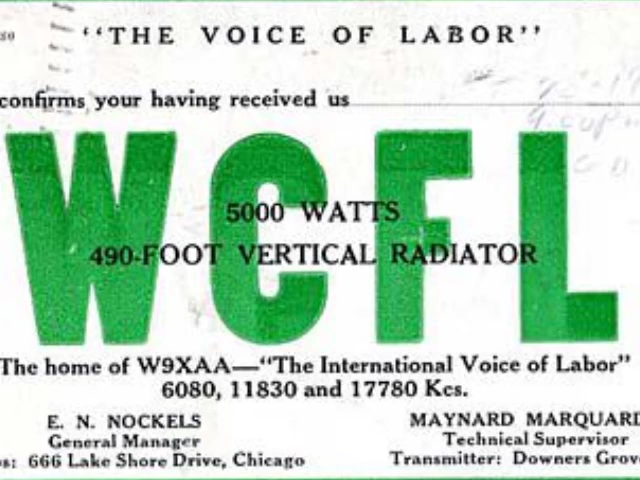 "THE VOICE OF LABOR"
confirms your having received us
WCFL
5000 WATTS
490-FOOT VERTICAL RADIATOR
The home of W9XAA—"The International Voice of Labor"
6080, 11830 and 17780 Kcs.
E. N. NOCKELS
General Manager
666 Lake Shore Drive, Chicago
MAYNARD MARQUARD
Technical Supervisor
Transmitter: Downers Grov